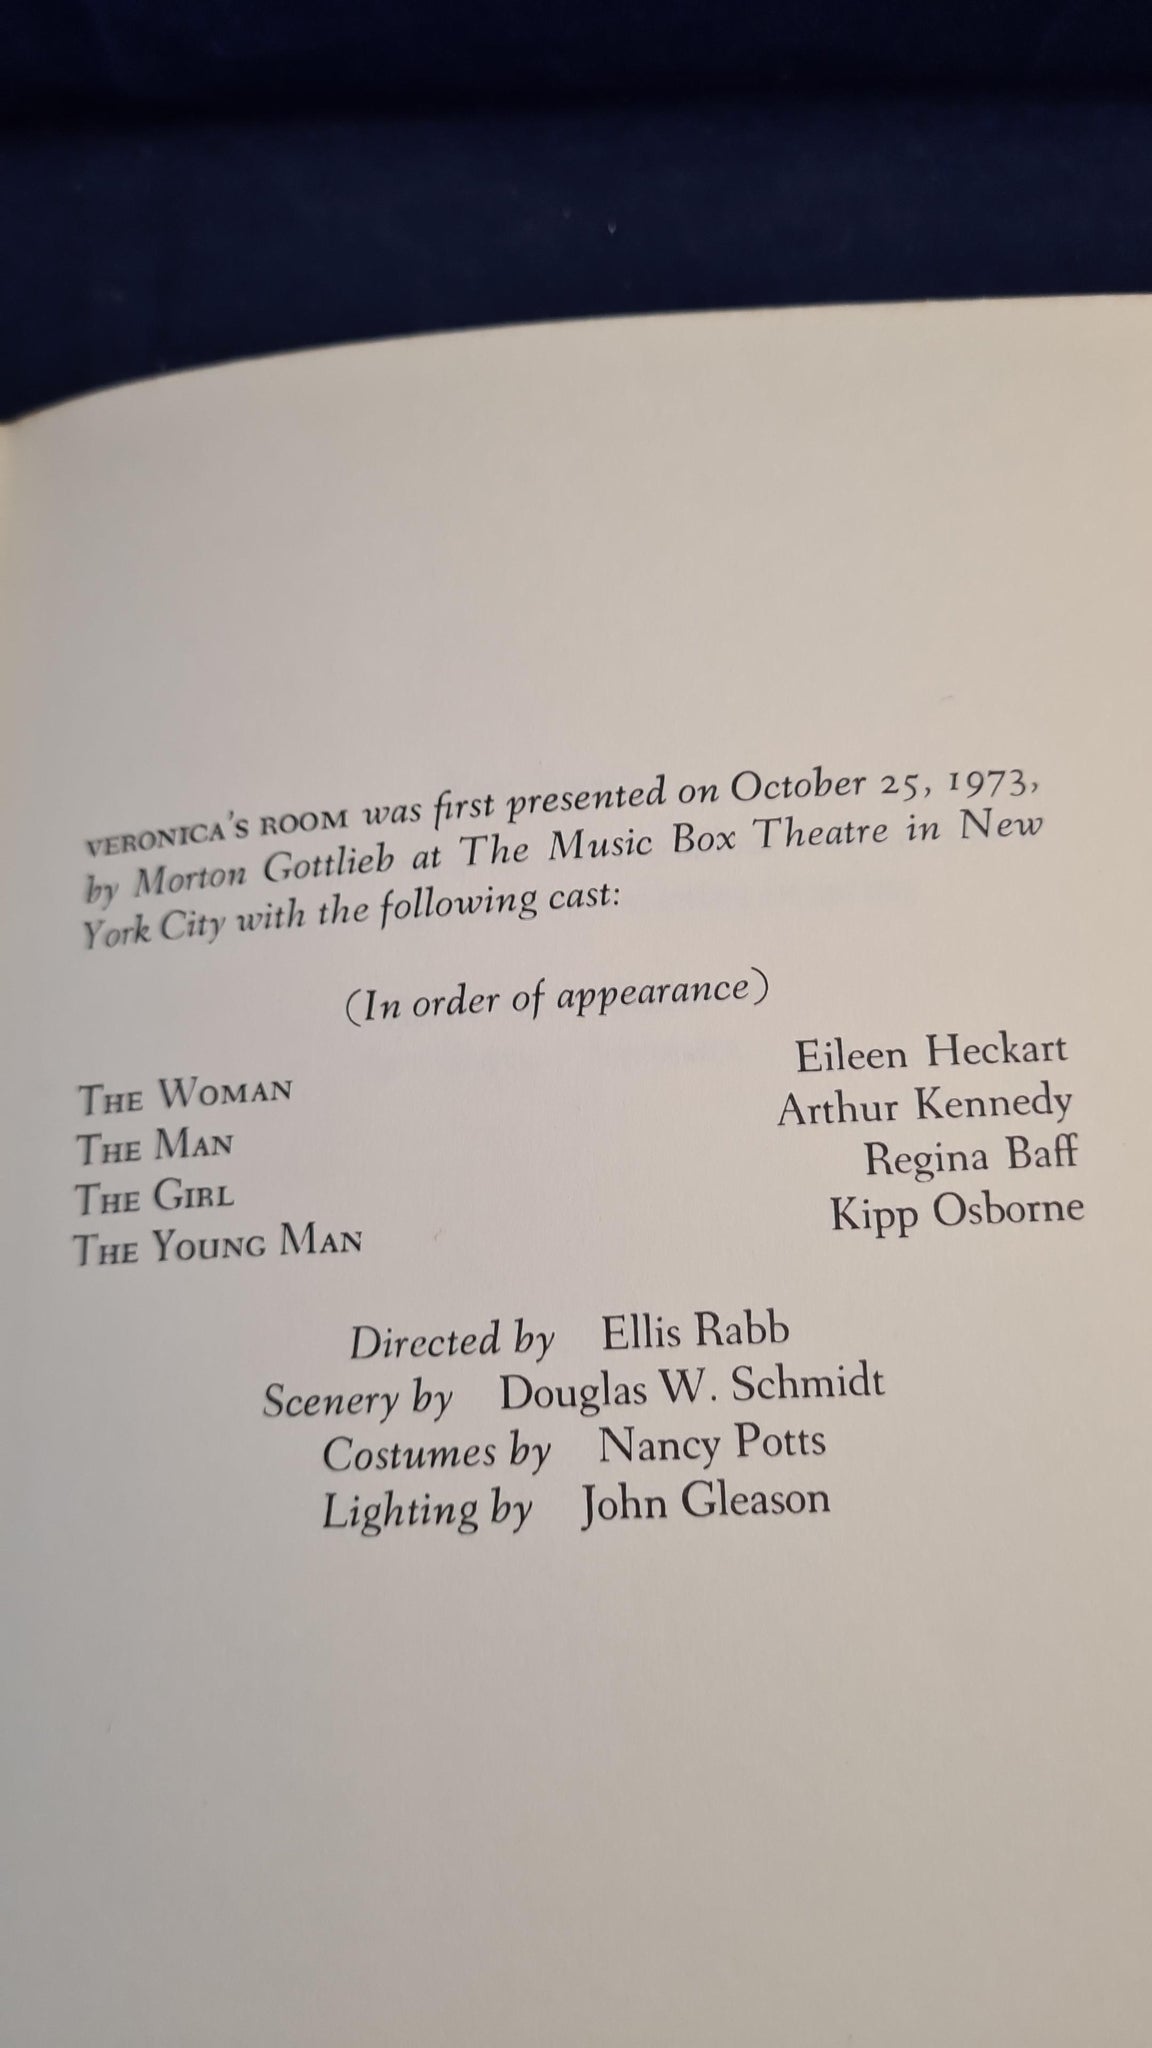 VERONICA'S ROOM was first presented on October 25, 1973,
by Morton Gottlieb at The Music Box Theatre in New
York City with the following cast:
(In order of appearance)
THE WOMAN Eileen Heckart
THE MAN Arthur Kennedy
THE GIRL Regina Baff
THE YOUNG MAN Kipp Osborne
Directed by Ellis Rabb
Scenery by Douglas W. Schmidt
Costumes by Nancy Potts
Lighting by John Gleason